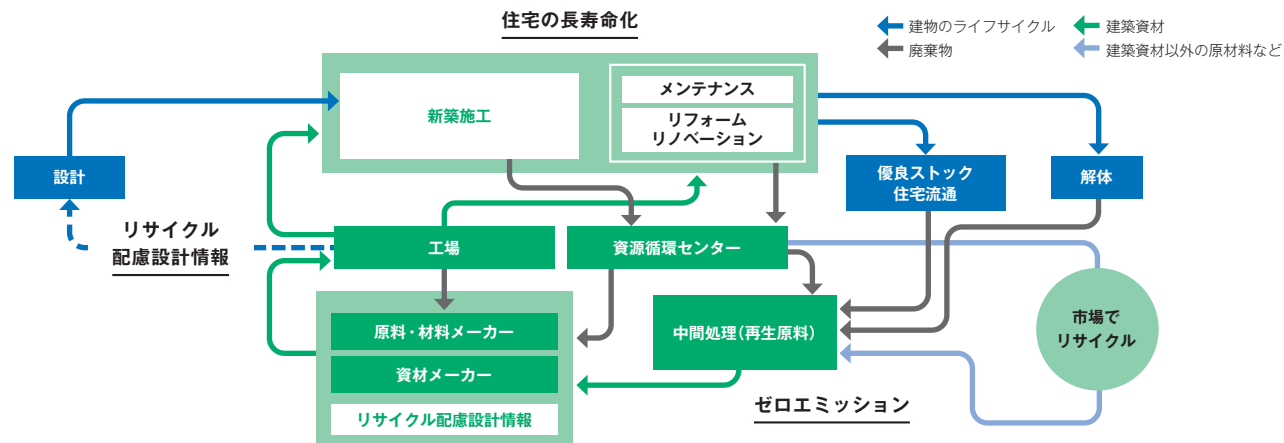 住宅の長寿命化
建物のライフサイクル
建築資材
廃棄物
建築資材以外の原材料など
新築施工
メンテナンス
リフォーム
リノベーション
設計
優良ストック
住宅流通
解体
リサイクル
配慮設計情報
工場
資源循環センター
原料・材料メーカー
資材メーカー
リサイクル配慮設計情報
中間処理（再生原料）
市場で
リサイクル
ゼロエミッション